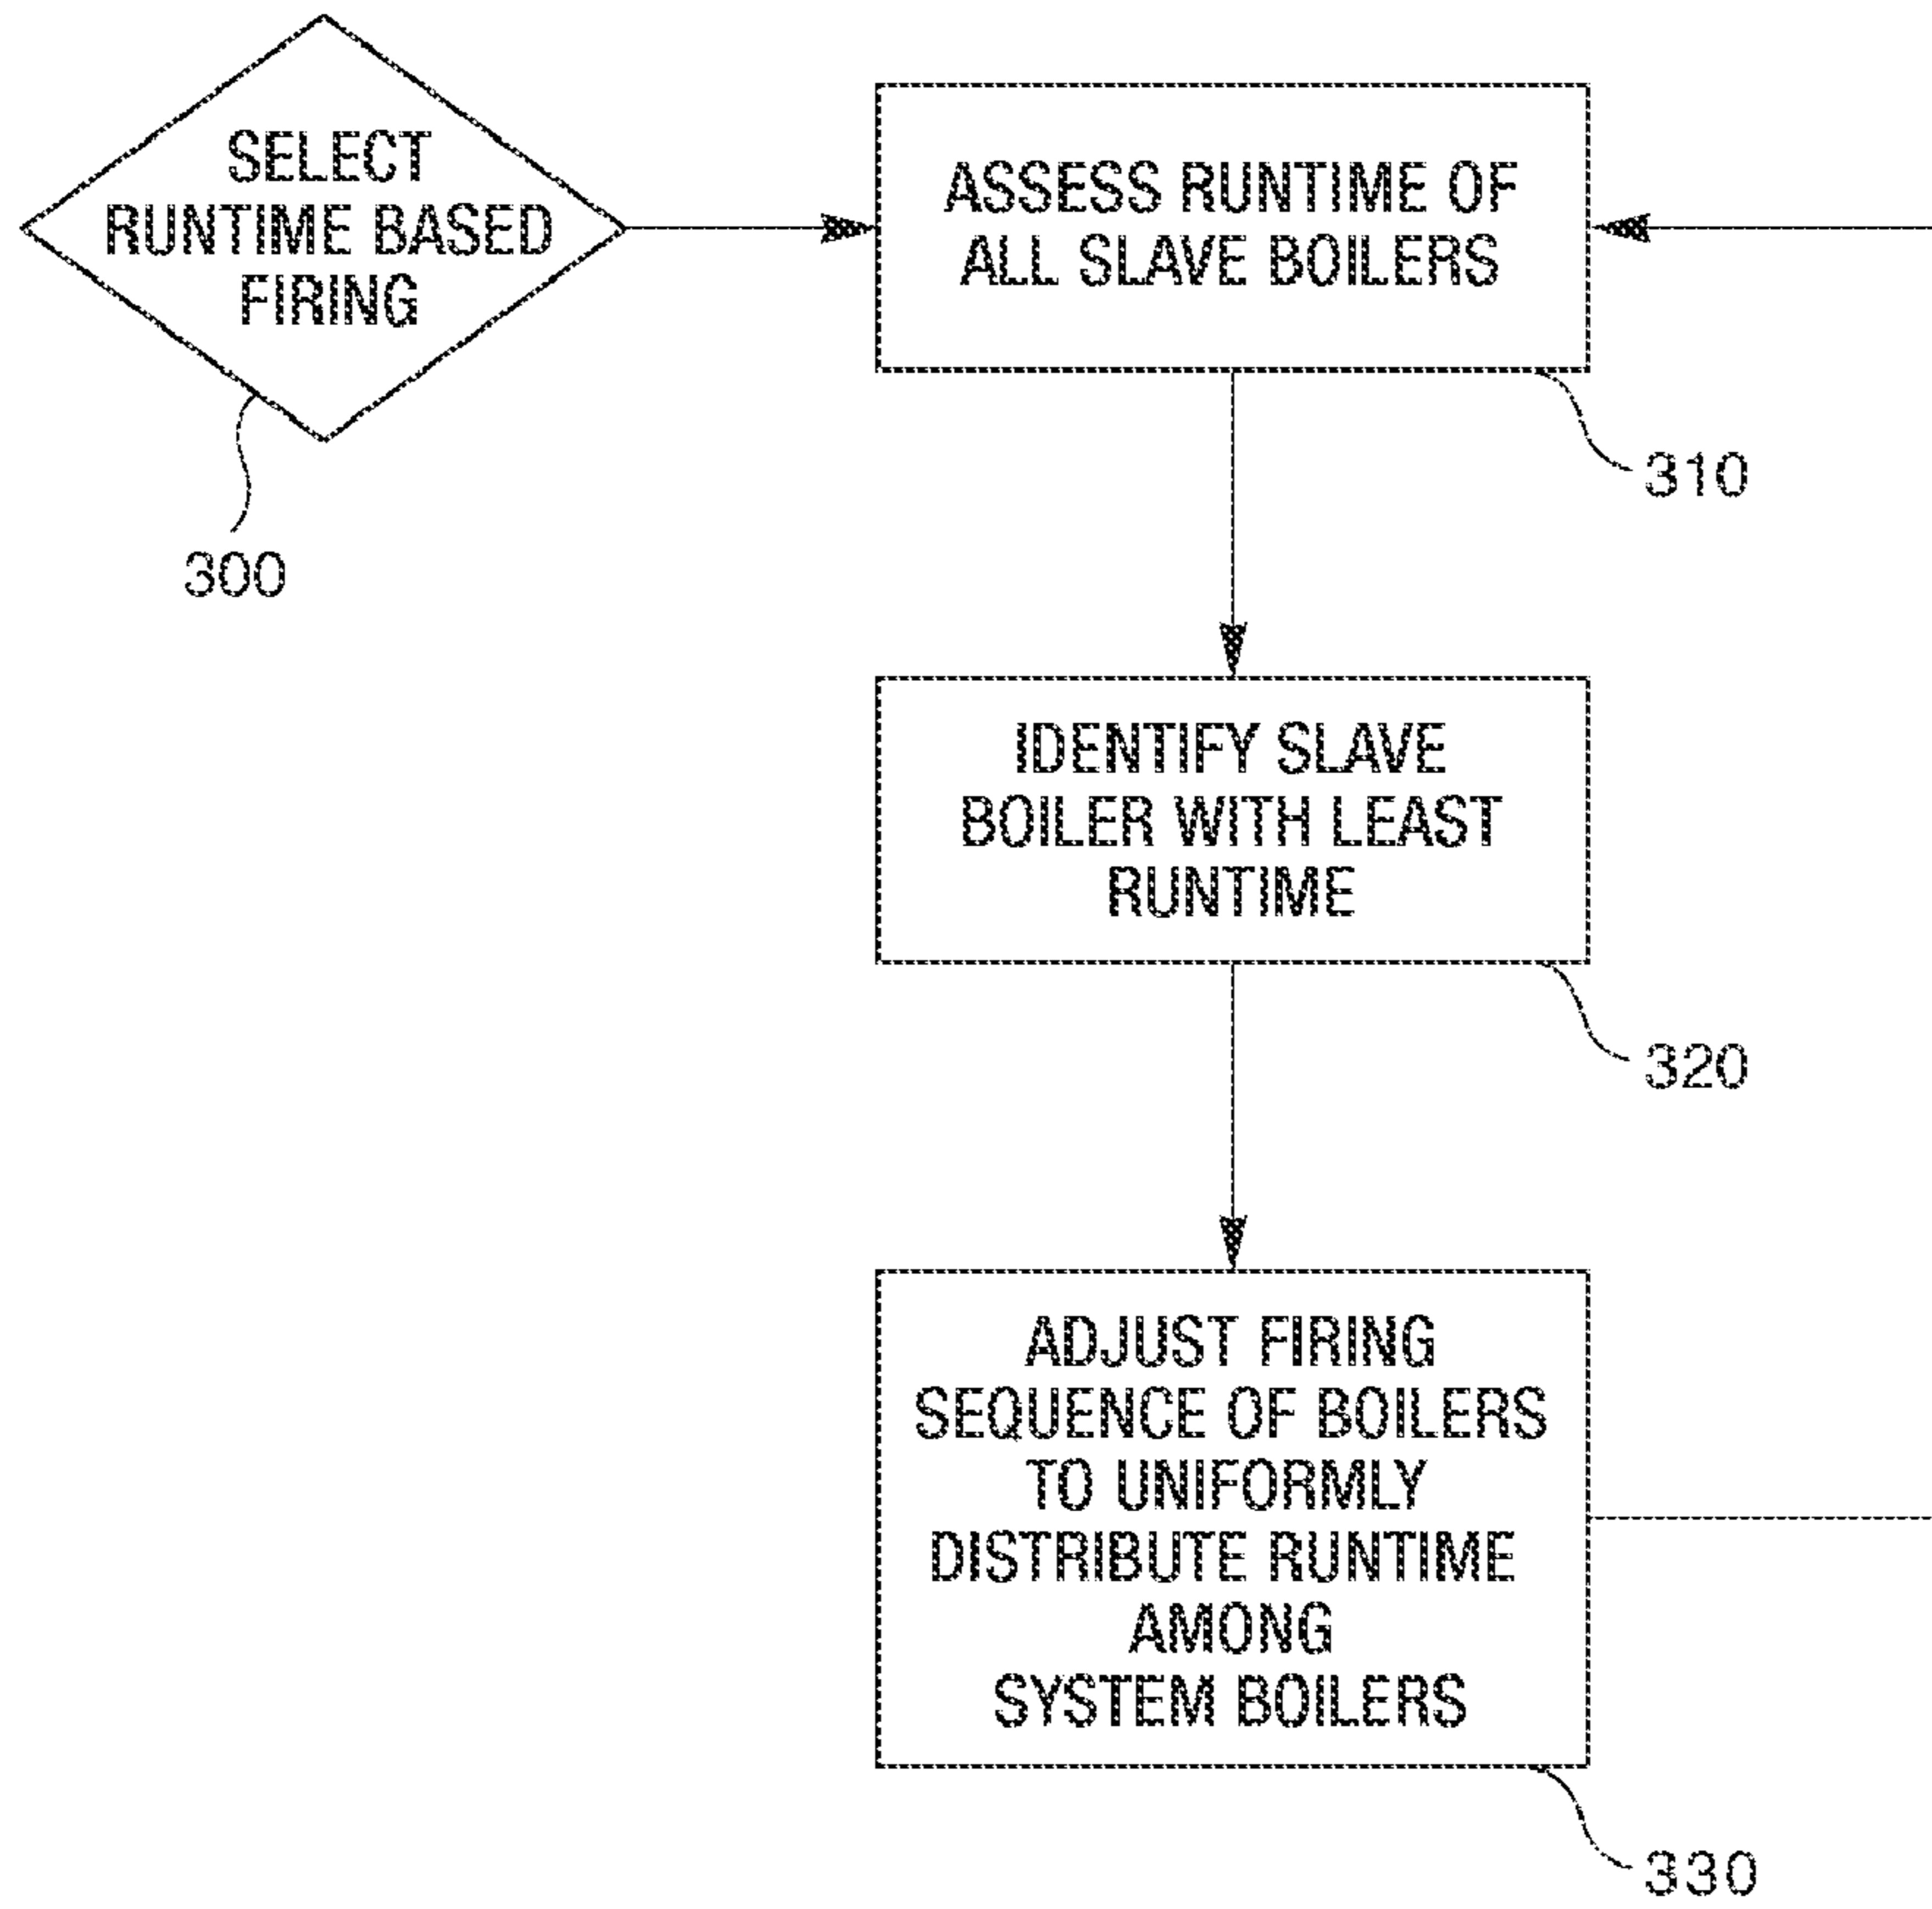 SELECT
RUNTIME BASED
FIRING
300
ASSESS RUNTIME OF
ALL SLAVE BOILERS
310
IDENTIFY SLAVE
BOILER WITH LEAST
RUNTIME
320
ADJUST FIRING
SEQUENCE OF BOILERS
TO UNIFORMLY
DISTRIBUTE RUNTIME
AMONG
SYSTEM BOILERS
330